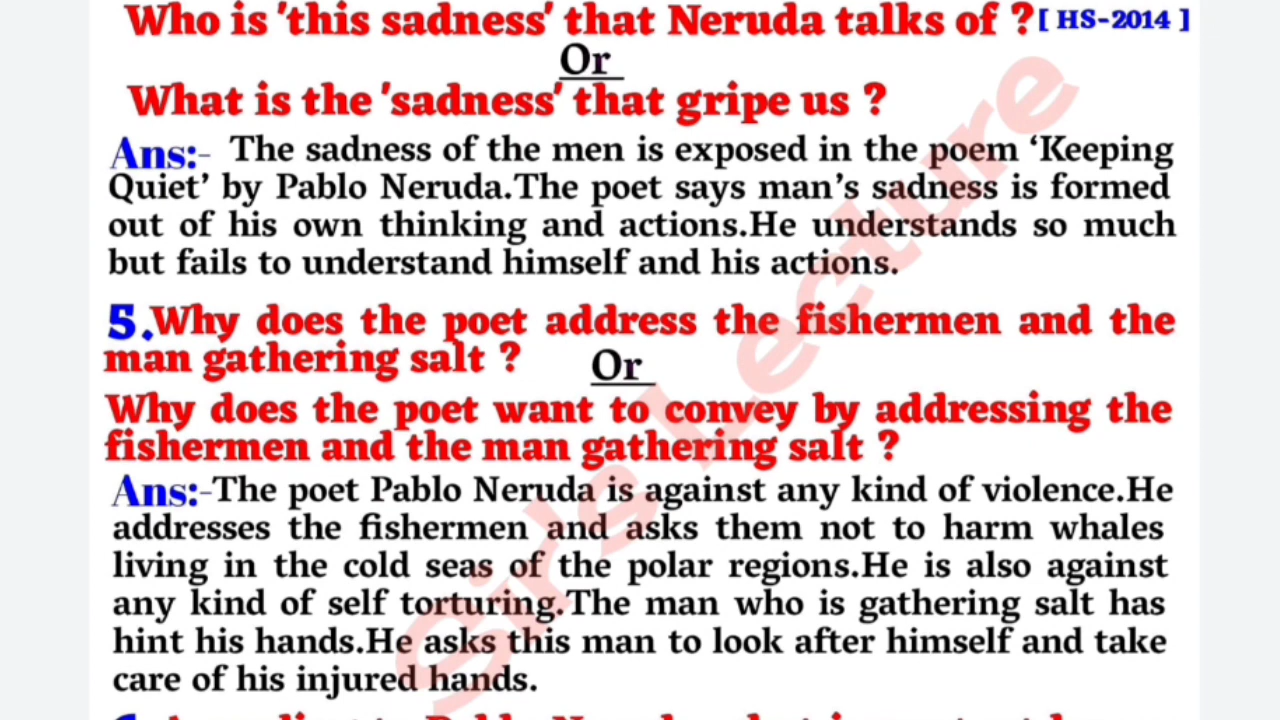 Who is 'this sadness' that Neruda talks of ? [ HS-2014 ]
Or
What is the 'sadness' that gripe us ?
Ans:- The sadness of the men is exposed in the poem ‘Keeping
Quiet’ by Pablo Neruda.The poet says man’s sadness is formed
out of his own thinking and actions.He understands so much
but fails to understand himself and his actions.
5.Why does the poet address the fishermen and the
man gathering salt ?
Or
Why does the poet want to convey by addressing the
fishermen and the man gathering salt ?
Ans:-The poet Pablo Neruda is against any kind of violence.He
addresses the fishermen and asks them not to harm whales
living in the cold seas of the polar regions.He is also against
any kind of self torturing.The man who is gathering salt has
hint his hands.He asks this man to look after himself and take
care of his injured hands.
Sir's Lecture